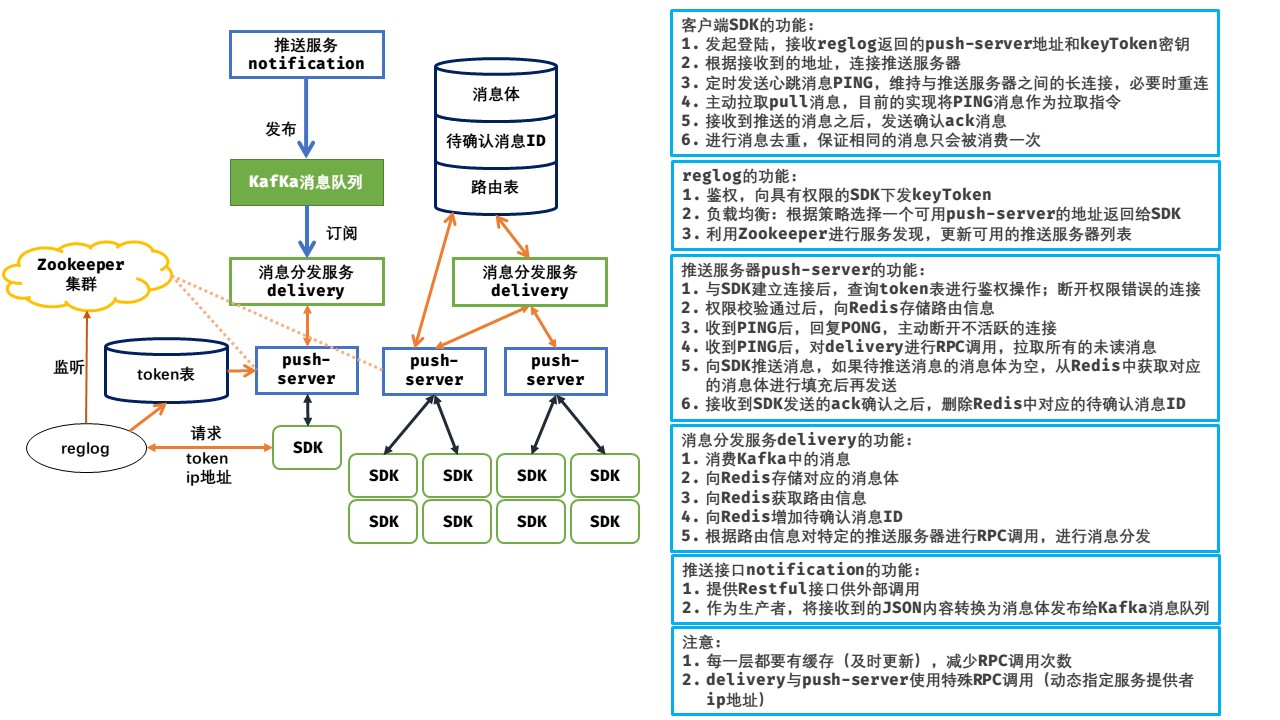 推送服务
notification
发布
KafKa消息队列
订阅
消息体
待确认消息ID
路由表
Zookeeper
集群
消息分发服务
delivery
消息分发服务
delivery
监听
token表
push-
server
push-
server
push-
server
reglog
请求
token
ip地址
SDK
SDK
SDK
SDK
SDK
SDK
SDK
SDK
SDK
客户端SDK的功能：
1. 发起登陆，接收reglog返回的push-server地址和keyToken密钥
2. 根据接收到的地址，连接推送服务器
3. 定时发送心跳消息PING，维持与推送服务器之间的长连接，必要时重连
4. 主动拉取pull消息，目前的实现将PING消息作为拉取指令
5. 接收到推送的消息之后，发送确认ack消息
6. 进行消息去重，保证相同的消息只会被消费一次
reglog的功能：
1. 鉴权，向具有权限的SDK下发keyToken
2. 负载均衡：根据策略选择一个可用push-server的地址返回给SDK
3. 利用Zookeeper进行服务发现，更新可用的推送服务器列表
推送服务器push-server的功能：
1. 与SDK建立连接后，查询token表进行鉴权操作；断开权限错误的连接
2. 权限校验通过后，向Redis存储路由信息
3. 收到PING后，回复PONG，主动断开不活跃的连接
4. 收到PING后，对delivery进行RPC调用，拉取所有的未读消息
5. 向SDK推送消息，如果待推送消息的消息体为空，从Redis中获取对应
的消息体进行填充后再发送
6. 接收到SDK发送的ack确认之后，删除Redis中对应的待确认消息ID
消息分发服务delivery的功能：
1. 消费Kafka中的消息
2. 向Redis存储对应的消息体
3. 向Redis获取路由信息
4. 向Redis增加待确认消息ID
5. 根据路由信息对特定的推送服务器进行RPC调用，进行消息分发
推送接口notification的功能：
1. 提供Restful接口供外部调用
2. 作为生产者，将接收到的JSON内容转换为消息体发布给Kafka消息队列
注意：
1. 每一层都要有缓存（及时更新），减少RPC调用次数
2. delivery与push-server使用特殊RPC调用（动态指定服务提供者
ip地址）